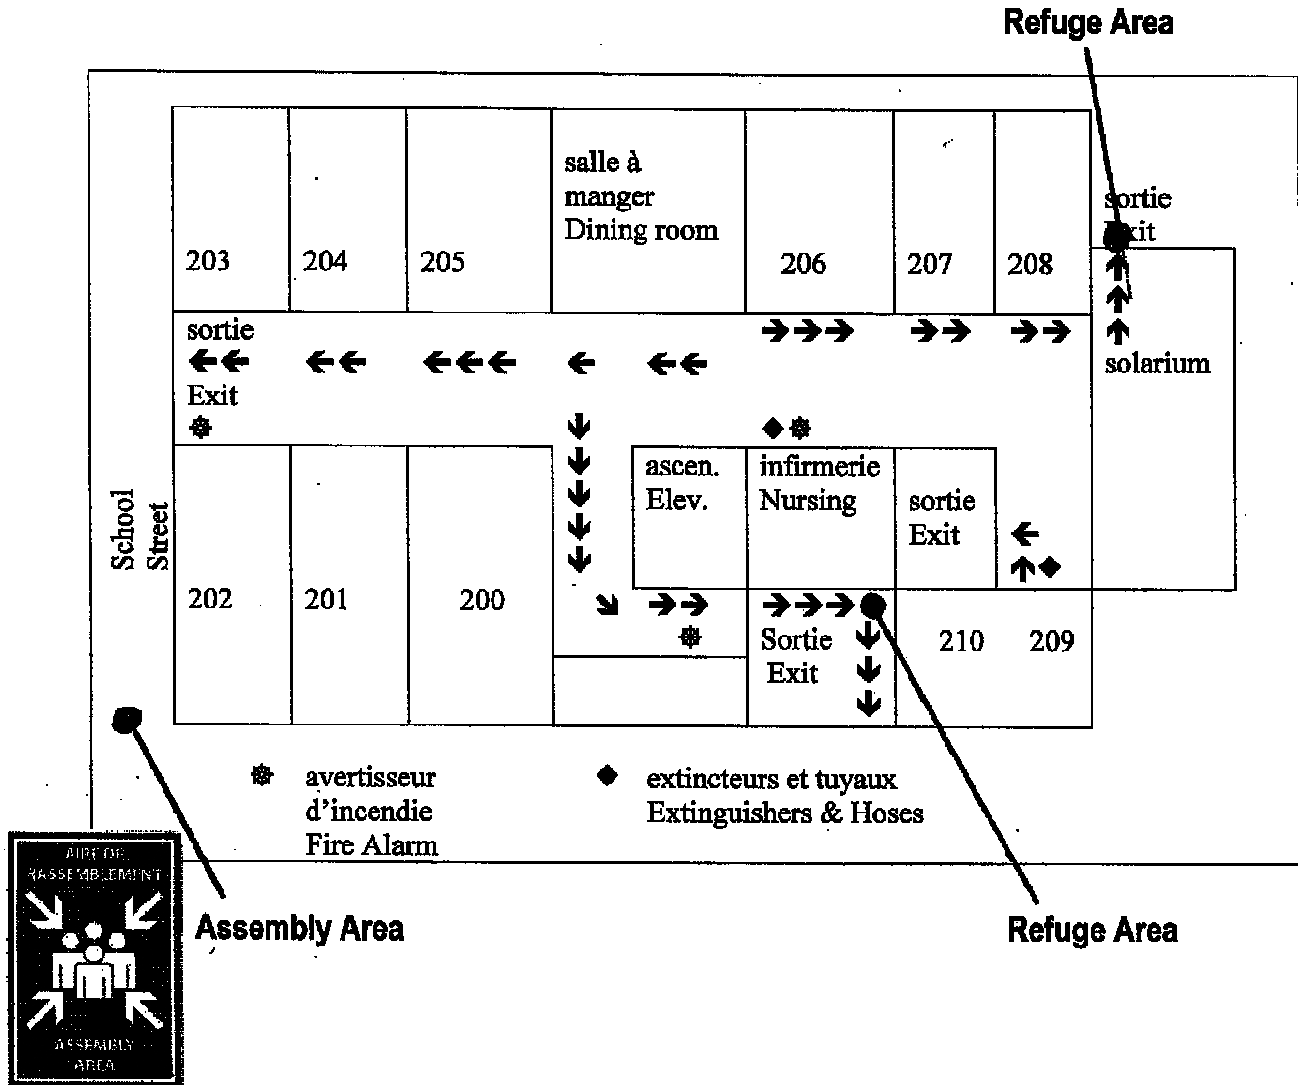 Refuge Area
salle à
manger
Dining room
203
204
205
206
207
208
sortie
Exit
sortie
Exit
solarium
ascen.
Elev.
infirmerie
Nursing
sortie
Exit
School
Street
202
201
200
Sortie
Exit
210
209
avertisseur
d'incendie
Fire Alarm
extincteurs et tuyaux
Extinguishers & Hoses
AIRE DE
RASSEMBLEMENT
ASSEMBLY
AREA
Assembly Area
Refuge Area